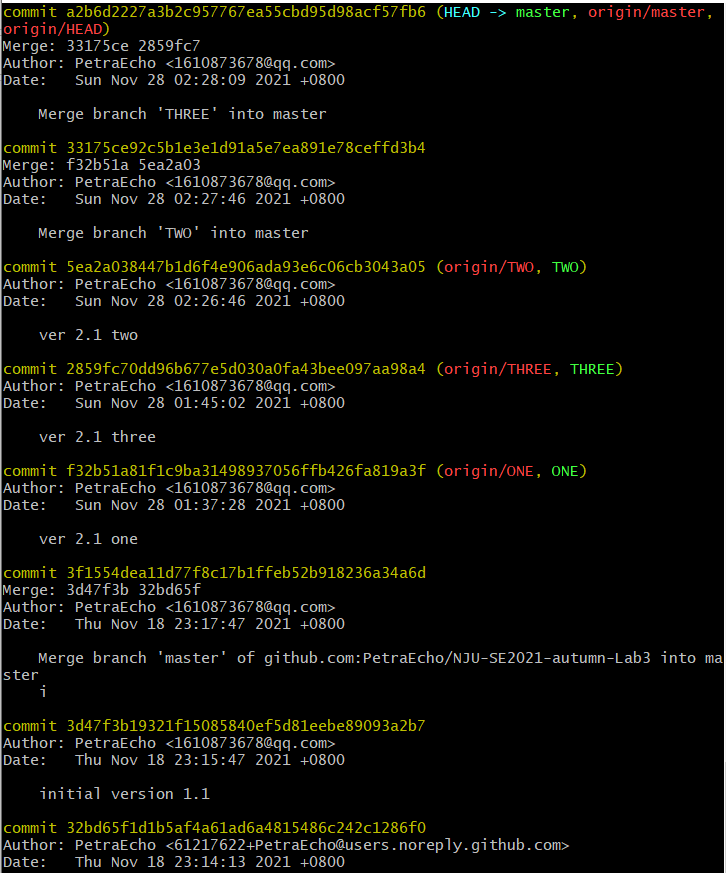 commit a2b6d2227a3b2c957767ea55cbd95d98acf57fb6 (HEAD -> master, origin/master,
origin/HEAD)
Merge: 33175ce 2859fc7
Author: PetraEcho <1610873678@qq.com>
Date:   Sun Nov 28 02:28:09 2021 +0800

    Merge branch 'THREE' into master

commit 33175ce92c5b1e3e1d91a5e7ea891e78ceffd3b4
Merge: f32b51a 5ea2a03
Author: PetraEcho <1610873678@qq.com>
Date:   Sun Nov 28 02:27:46 2021 +0800

    Merge branch 'TWO' into master

commit 5ea2a038447b1d6f4e906ada93e6c06cb3043a05 (origin/TWO, TWO)
Author: PetraEcho <1610873678@qq.com>
Date:   Sun Nov 28 02:26:46 2021 +0800

    ver 2.1 two

commit 2859fc70dd96b677e5d030a0fa43bee097aa98a4 (origin/THREE, THREE)
Author: PetraEcho <1610873678@qq.com>
Date:   Sun Nov 28 01:45:02 2021 +0800

    ver 2.1 three

commit f32b51a81f1c9ba31498937056ffb426fa819a3f (origin/ONE, ONE)
Author: PetraEcho <1610873678@qq.com>
Date:   Sun Nov 28 01:37:28 2021 +0800

    ver 2.1 one

commit 3f1554dea11d77f8c17b1ffeb52b918236a34a6d
Merge: 3d47f3b 32bd65f
Author: PetraEcho <1610873678@qq.com>
Date:   Thu Nov 18 23:17:47 2021 +0800

    Merge branch 'master' of github.com:PetraEcho/NJU-SE2021-autumn-Lab3 into ma
ster
    i

commit 3d47f3b19321f15085840ef5d81eebe89093a2b7
Author: PetraEcho <1610873678@qq.com>
Date:   Thu Nov 18 23:15:47 2021 +0800

    initial version 1.1

commit 32bd65f1d1b5af4a61ad6a4815486c242c1286f0
Author: PetraEcho <61217622+PetraEcho@users.noreply.github.com>
Date:   Thu Nov 18 23:14:13 2021 +0800